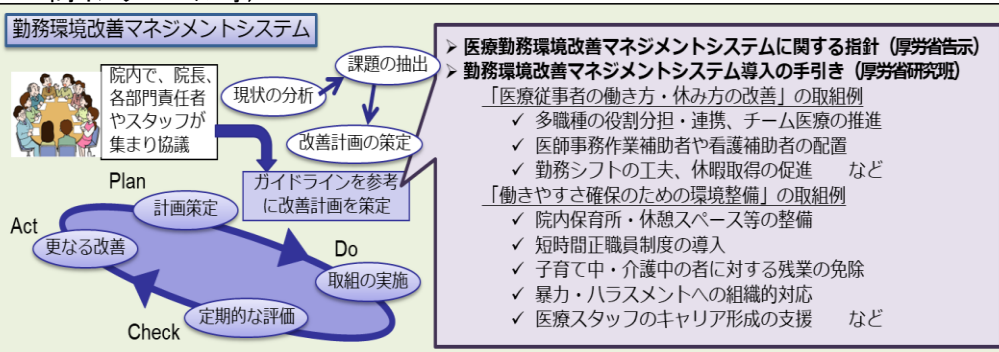 勤務環境改善マネジメントシステム
院内で、院長、
各部門責任者
やスタッフが
集まり協議
現状の分析
課題の抽出
改善計画の策定
ガイドラインを参考
に改善計画を策定
Plan
計画策定
Do
取組の実施
Check
定期的な評価
Act
更なる改善
➢ 医療勤務環境改善マネジメントシステムに関する指針（厚労省告示）
➢ 勤務環境改善マネジメントシステム導入の手引き（厚労省研究班）
「医療従事者の働き方・休み方の改善」の取組例
✓ 多職種の役割分担・連携、チーム医療の推進
✓ 医師事務作業補助者や看護補助者の配置
✓ 勤務シフトの工夫、休暇取得の促進　など
「働きやすさ確保のための環境整備」の取組例
✓ 院内保育所・休憩スペース等の整備
✓ 短時間正職員制度の導入
✓ 子育て中・介護中の者に対する残業の免除
✓ 暴力・ハラスメントへの組織的対応
✓ 医療スタッフのキャリア形成の支援　など